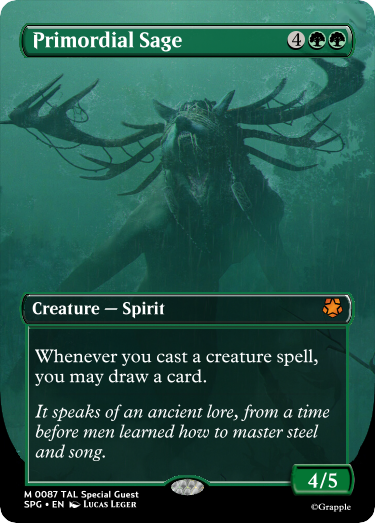 Primordial Sage 4
Creature — Spirit
Whenever you cast a creature spell,
you may draw a card.
It speaks of an ancient lore, from a time
before men learned how to master steel
and song.
4/5
M 0087 TAL Special Guest
SPG • EN Lucas Leger
©Grapple